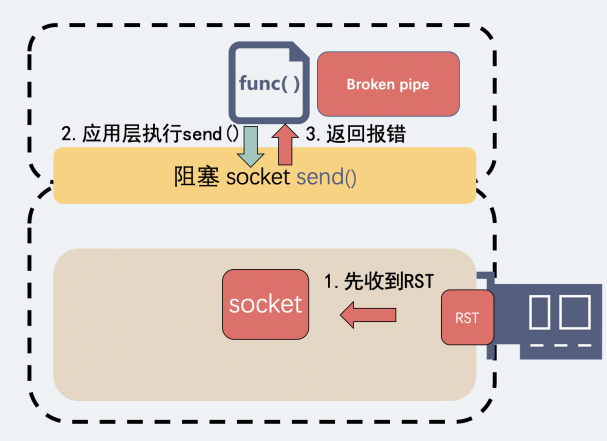 func( )
Broken pipe
2.应用层执行send()
3.返回报错
阻塞 socket send()
1.先收到RST
socket
RST